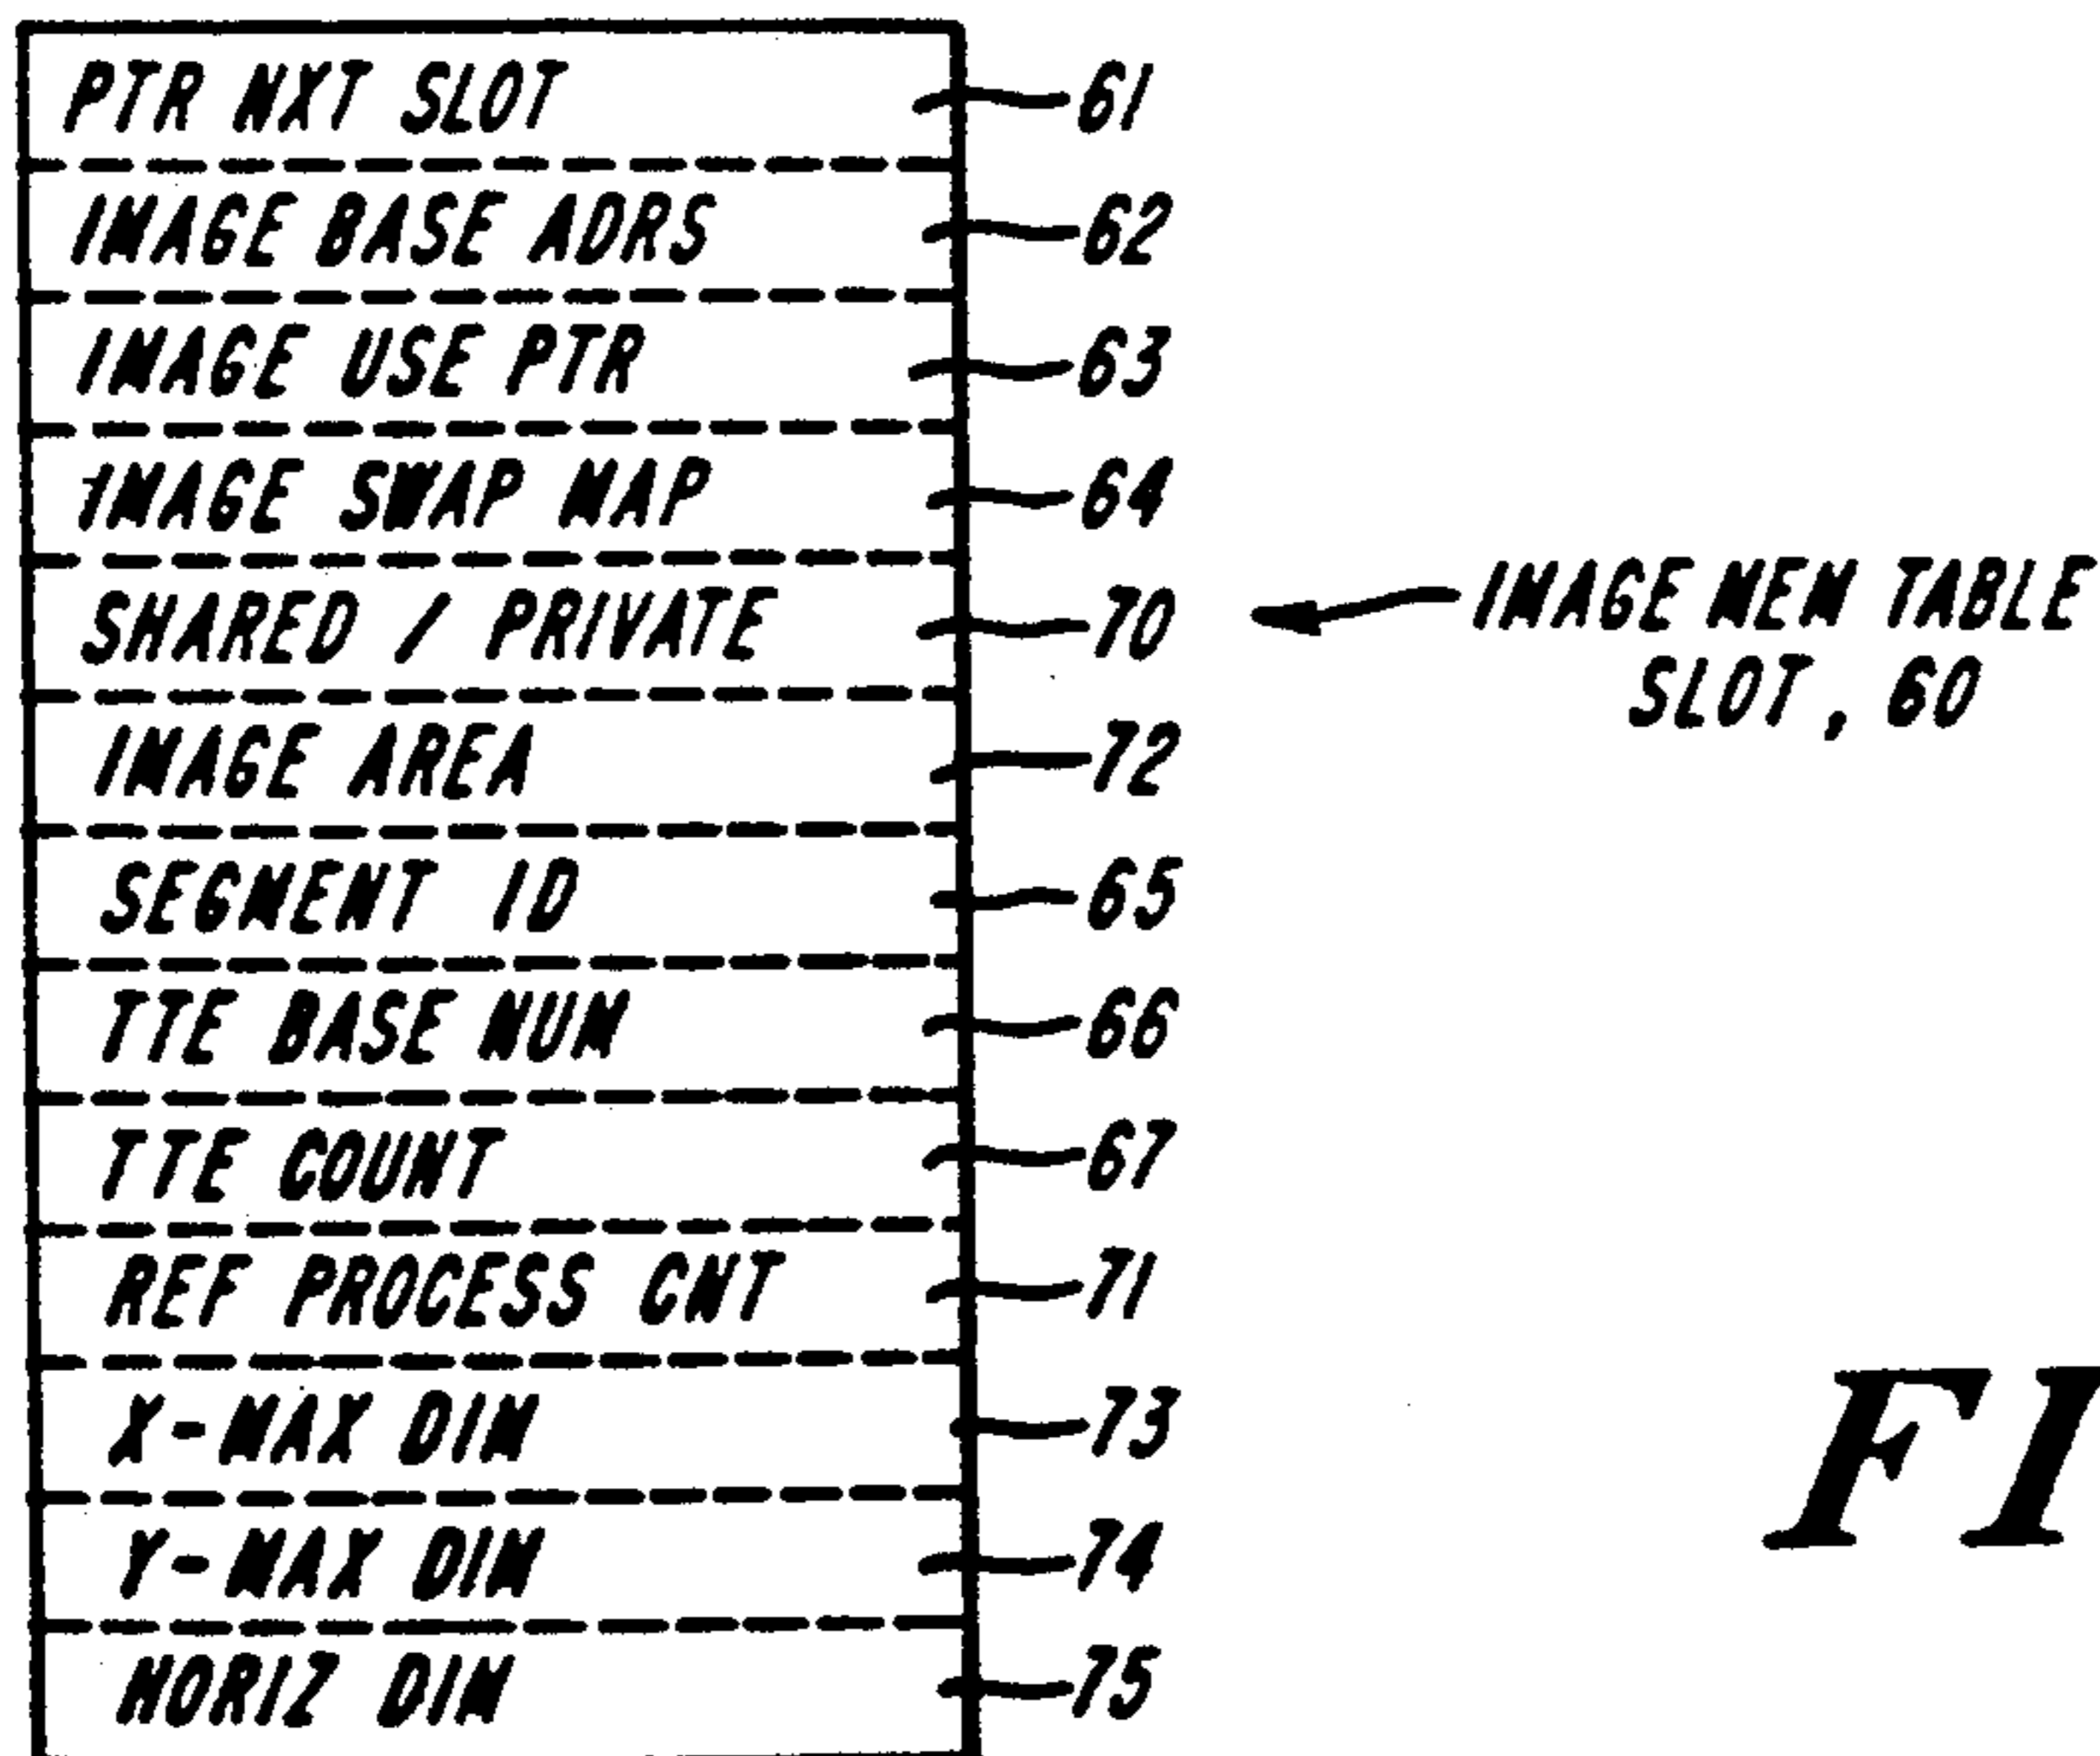 PTR NXT SLOT 61
IMAGE BASE ADRS 62
IMAGE USE PTR 63
IMAGE SWAP MAP 64
SHARED / PRIVATE 70
IMAGE MEM TABLE
SLOT, 60
IMAGE AREA 72
SEGMENT ID 65
TTE BASE NUM 66
TTE COUNT 67
REF PROCESS CNT 71
X-MAX DIM 73
Y-MAX DIM 74
HORIZ DIM 75
FI